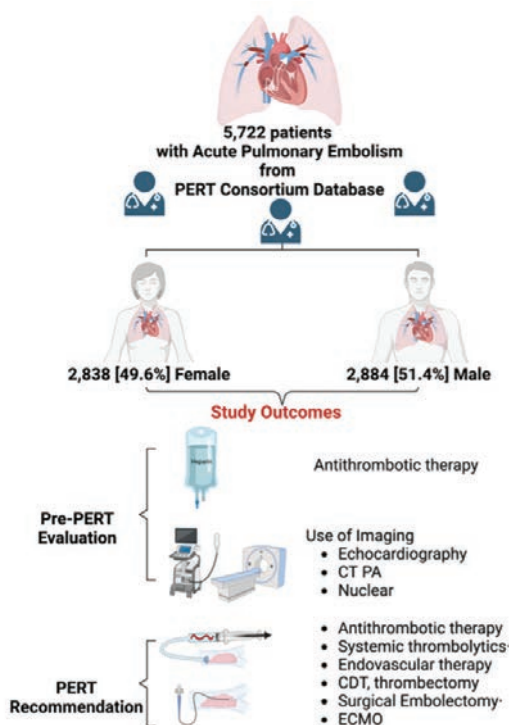 5,722 patients
with Acute Pulmonary Embolism
from
PERT Consortium Database
2,838 [49.6%] Female
2,884 [51.4%] Male
Study Outcomes
Pre-PERT
Evaluation
Heparin
Antithrombotic therapy
Use of Imaging
• Echocardiography
• CT PA
• Nuclear
PERT
Recommendation
• Antithrombotic therapy
• Systemic thrombolytics·
• Endovascular therapy
• CDT, thrombectomy
• Surgical Embolectomy·
• ECMO